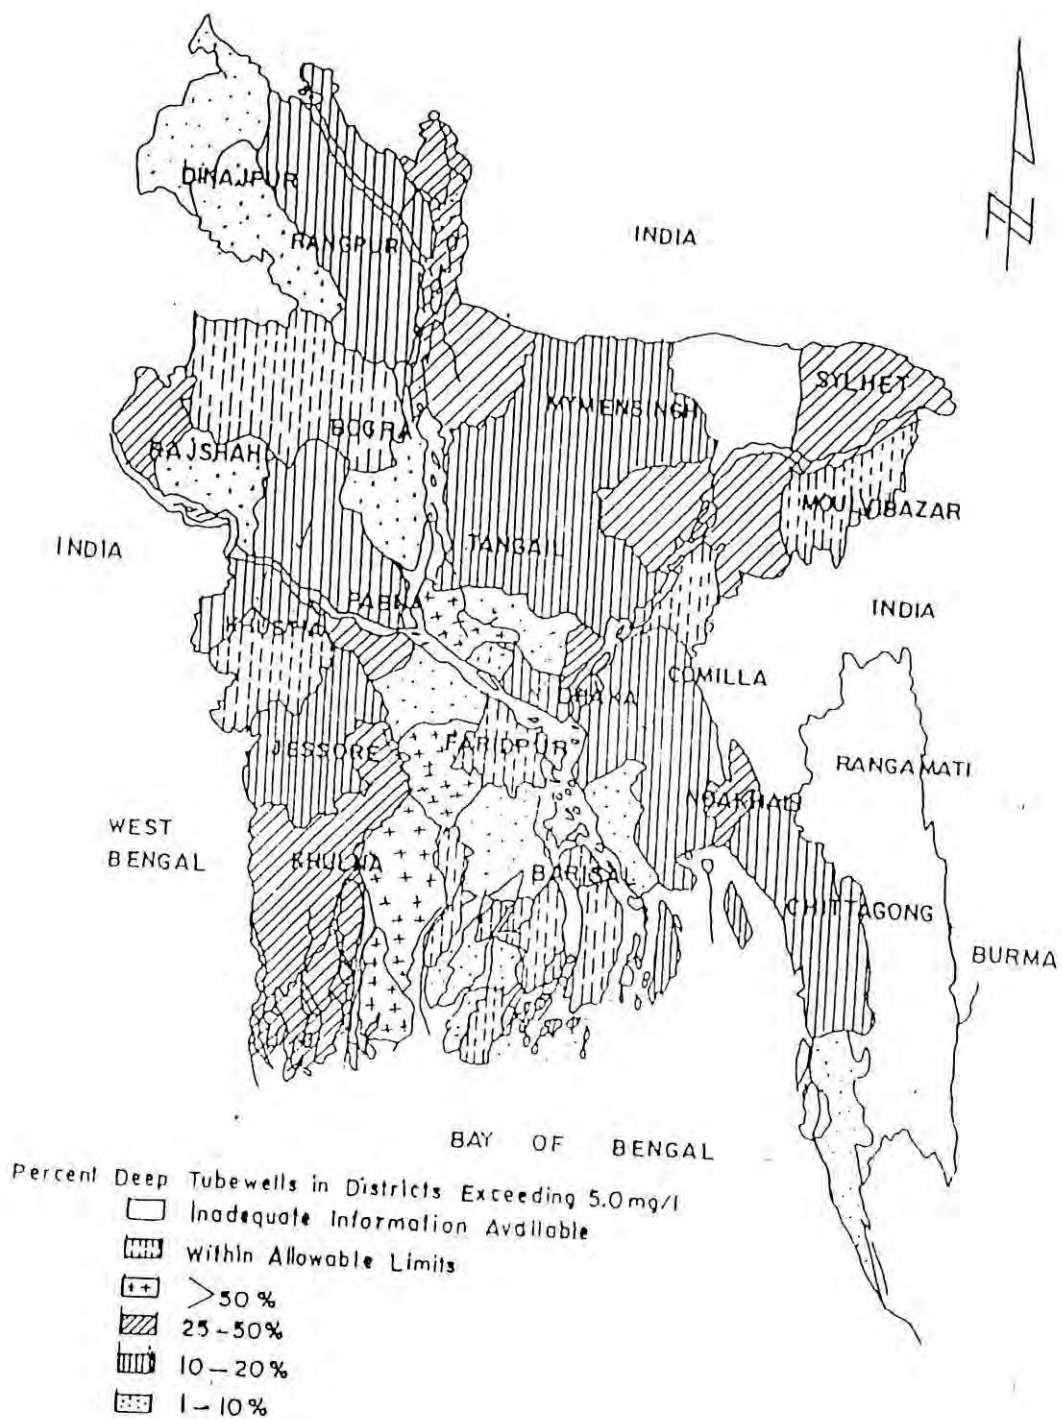 INDIA
DINAJPUR
RANGPUR
SYLHET
MYMENSINGH
BOGRA
RAJSHAHI
MOULVIBAZAR
INDIA
TANGAIL
PABNA
INDIA
KHUSTIA
COMILLA
DHAKA
FARIDPUR
JESSORE
RANGAMATI
NOAKHALI
WEST
BENGAL
KHULNA
BARISAL
CHITTAGONG
BURMA
BAY OF BENGAL
Percent Deep Tubewells in Districts Exceeding 5.0 mg/l
Inadequate Information Available
Within Allowable Limits
>50%
25-50%
10-20%
1-10%